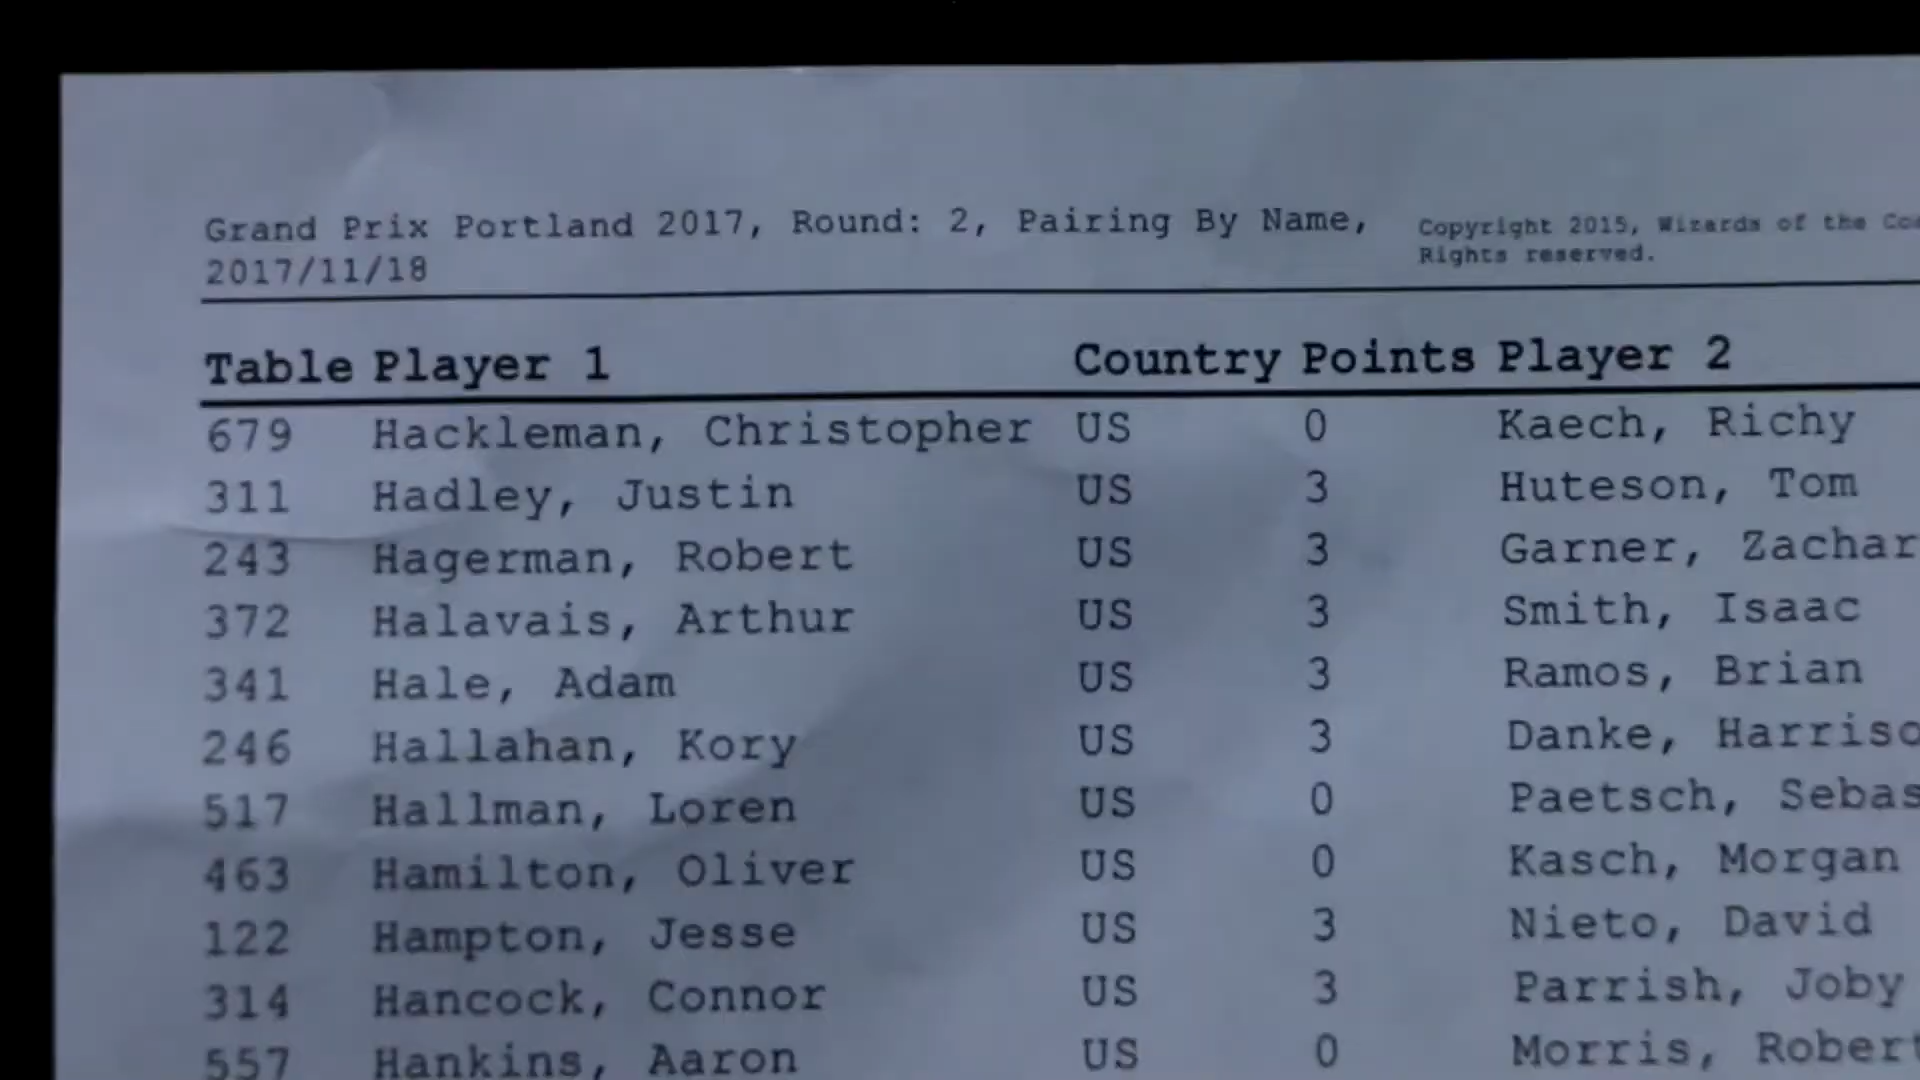 Grand Prix Portland 2017, Round: 2, Pairing By Name, Copyright 2015, Wizards of the
2017/11/18 Rights reserved.
Table Player 1 Country Points Player 2
679 Hackleman, Christopher US 0 Kaech, Richy
311 Hadley, Justin US 3 Huteson, Tom
243 Hagerman, Robert US 3 Garner, Zachar
372 Halavais, Arthur US 3 Smith, Isaac
341 Hale, Adam US 3 Ramos, Brian
246 Hallahan, Kory US 3 Danke, Harriso
517 Hallman, Loren US 0 Paetsch, Sebas
463 Hamilton, Oliver US 0 Kasch, Morgan
122 Hampton, Jesse US 3 Nieto, David
314 Hancock, Connor US 3 Parrish, Joby
557 Hankins, Aaron US 0 Morris, Robert